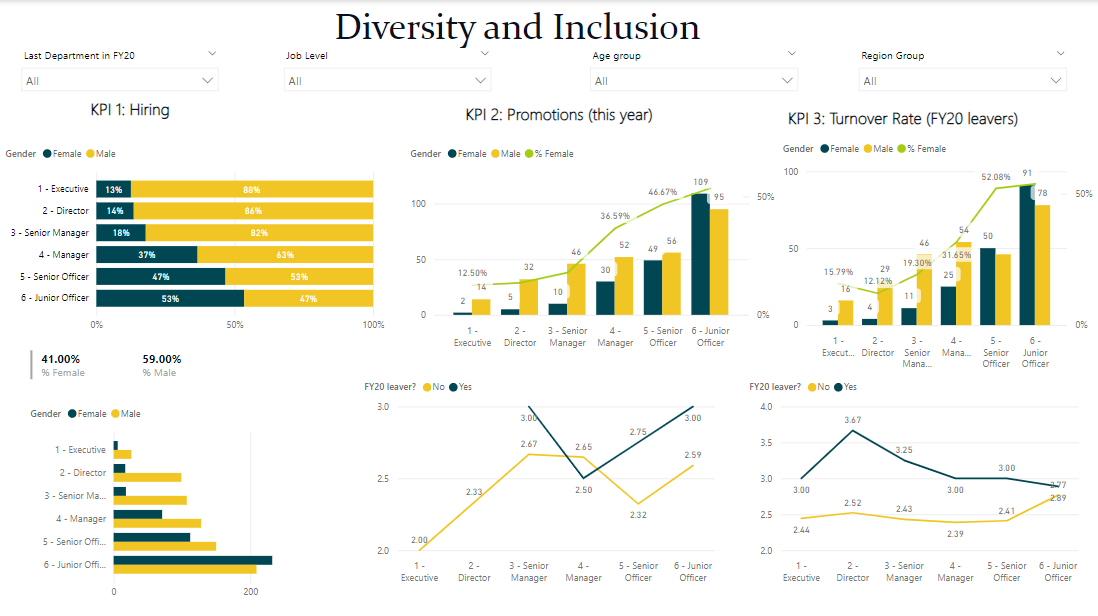 Diversity and Inclusion
Last Department in FY20
All
Job Level
All
Age group
All
Region Group
All
KPI 1: Hiring
Gender Female Male
1 - Executive 13% 88%
2 - Director 14% 86%
3 - Senior Manager 18% 82%
4 - Manager 37% 63%
5 - Senior Officer 47% 53%
6 - Junior Officer 53% 47%
0% 50% 100%
41.00% 59.00%
% Female % Male
Gender Female Male
1 - Executive
2 - Director
3 - Senior Ma...
4 - Manager
5 - Senior Offi...
6 - Junior Offi...
0 200
KPI 2: Promotions (this year)
Gender Female Male % Female
109
46.67%
95
100 50%
36.59%
12.50% 32 46 52 49 56
50
2 14 5 10 30
0 0%
1 - 2 - 3 - Senior 4 - 5 - Senior 6 - Junior
Executive Director Manager Manager Officer Officer
FY20 leaver? No Yes
3.0
3.00 2.75 3.00
2.67 2.65 2.59
2.5
2.33 2.50 2.32
2.00
2.0
1 - 2 - 3 - Senior 4 - 5 - Senior 6 - Junior
Executive Director Manager Manager Officer Officer
KPI 3: Turnover Rate (FY20 leavers)
Gender Female Male % Female
100 52.08% 91
78 50%
46 54 50
50
15.79% 29 19.30% 31.65%
16 12.12% 25
3 4 11
0 0%
1 - 2 - 3 - 4 - 5 - 6 -
Execut... Director Senior Mana... Senior Junior
Mana... Officer Officer
FY20 leaver? No Yes
4.0
3.67
3.5
3.25
3.00
3.0
3.00 3.00 2.77
2.89
2.52 2.43 2.41
2.5
2.44 2.39
2.0
1 - 2 - 3 - Senior 4 - 5 - Senior 6 - Junior
Executive Director Manager Manager Officer Officer